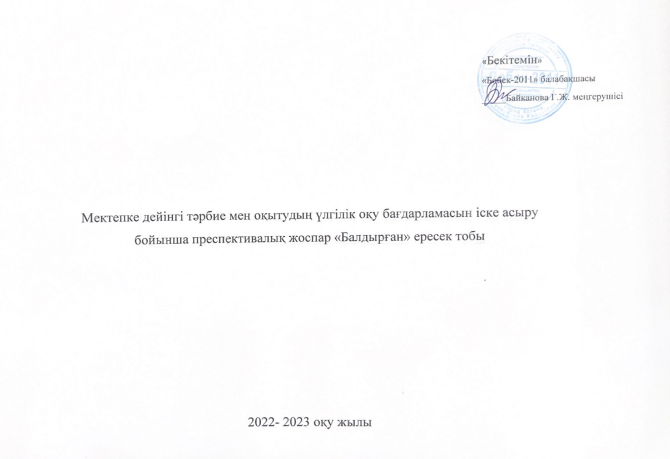 «Бекітемін»
«Бөбек-2011» балабақшасы
Байканова Г.Ж. меңгерушісі
Мектепке дейінгі тәрбие мен оқытудың үлгілік оқу бағдарламасын іске асыру
бойынша преспективалық жоспар «Балдырған» ересек тобы
2022- 2023 оқу жылы